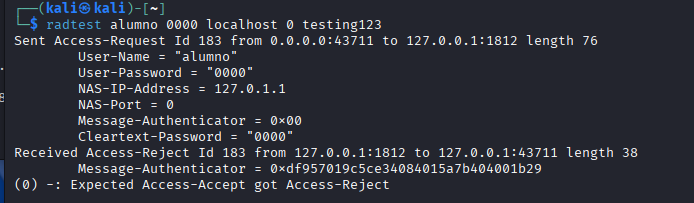 ┌──(kali㉿kali)-[~]
└─$ radtest alumno 0000 localhost 0 testing123
Sent Access-Request Id 183 from 0.0.0.0:43711 to 127.0.0.1:1812 length 76
User-Name = "alumno"
User-Password = "0000"
NAS-IP-Address = 127.0.1.1
NAS-Port = 0
Message-Authenticator = 0×00
Cleartext-Password = "0000"
Received Access-Reject Id 183 from 127.0.0.1:1812 to 127.0.0.1:43711 length 38
Message-Authenticator = 0×df957019c5ce34084015a7b404001b29
(0) -: Expected Access-Accept got Access-Reject